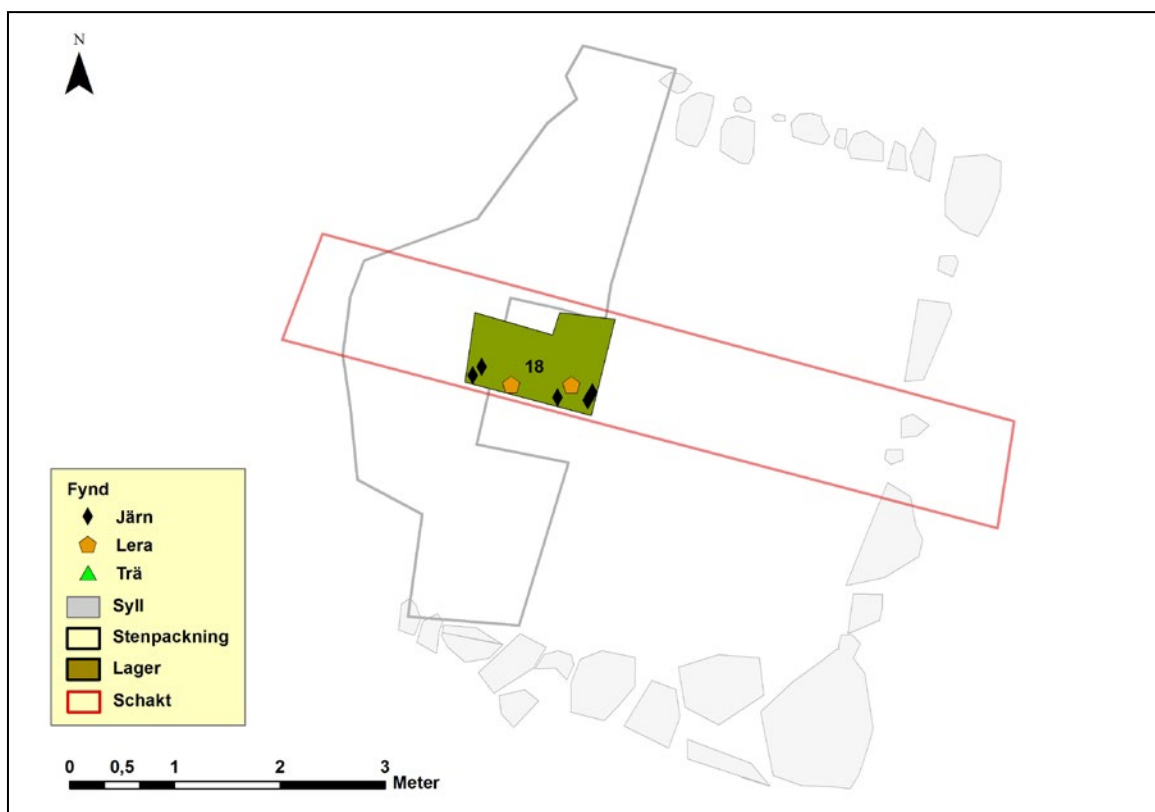 N
18
Fynd
Järn
Lera
Trä
Syll
Stenpackning
Lager
Schakt
0 0,5 1 2 3
Meter